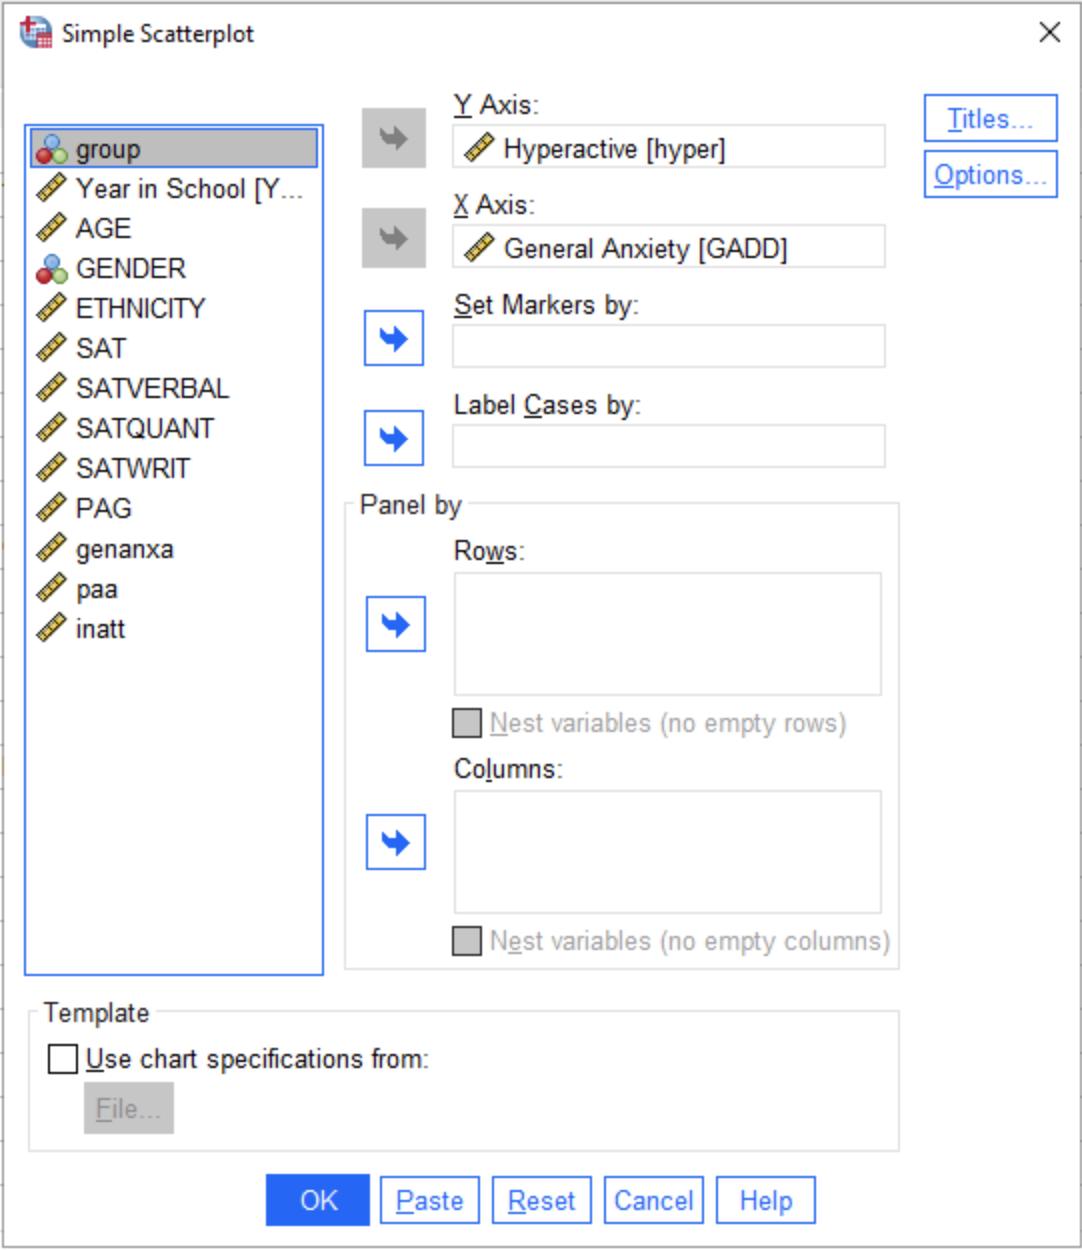 Simple Scatterplot
group
Year in School [Y...
AGE
GENDER
ETHNICITY
SAT
SATVERBAL
SATQUANT
SATWRIT
PAG
genanxa
paa
inatt
Y Axis:
Hyperactive [hyper]
X Axis:
General Anxiety [GADD]
Set Markers by:
Label Cases by:
Panel by
Rows:
Nest variables (no empty rows)
Columns:
Nest variables (no empty columns)
Titles...
Options...
Template
Use chart specifications from:
File...
OK Paste Reset Cancel Help